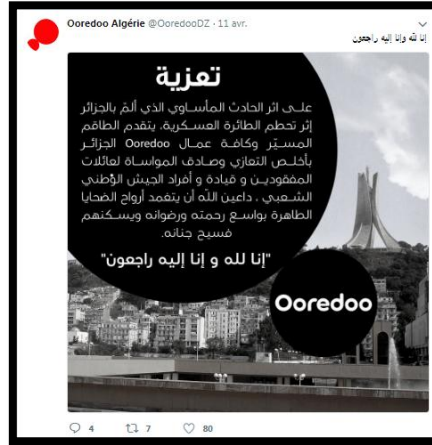 Ooredoo Algérie @OoredooDZ · 11 avr.
إنا لله وإنا إليه راجعون
تعزية
على اثر الحادث المأساوي الذي ألمّ بالجزائر
إثر تحطم الطائرة العسكرية، يتقدم الطاقم
المسيّر وكافة عمال Ooredoo الجزائر
بأخلص التعازي وصادق المواساة لعائلات
المفقودين و قيادة و أفراد الجيش الوطني
الشعبي ، داعين الله أن يتغمد أرواح الضحايا
الطاهرة بواسع رحمته ورضوانه ويسكنهم
فسيح جنانه.
"إنا لله و إنا إليه راجعون"
Ooredoo
4 7 80